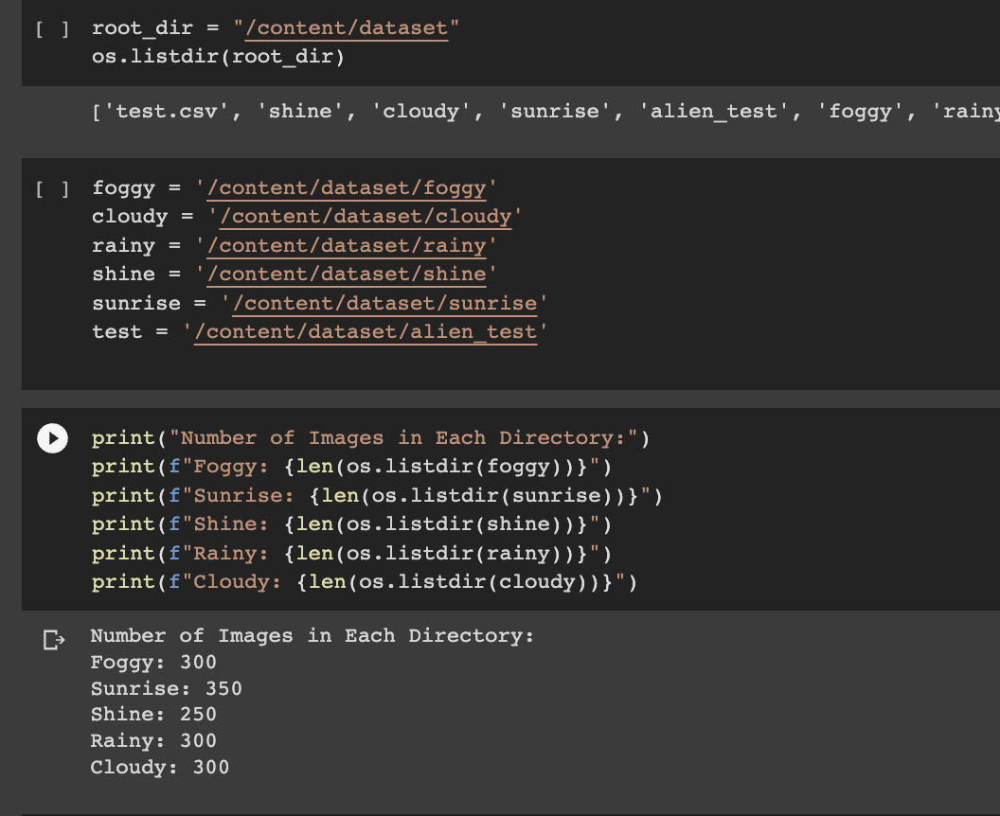 [ ] root_dir = "/content/dataset"
os.listdir(root_dir)
['test.csv', 'shine', 'cloudy', 'sunrise', 'alien_test', 'foggy', 'rainy
[ ] foggy = '/content/dataset/foggy'
cloudy = '/content/dataset/cloudy'
rainy = '/content/dataset/rainy'
shine = '/content/dataset/shine'
sunrise = '/content/dataset/sunrise'
test = '/content/dataset/alien_test'
print("Number of Images in Each Directory:")
print(f"Foggy: {len(os.listdir(foggy))}")
print(f"Sunrise: {len(os.listdir(sunrise))}")
print(f"Shine: {len(os.listdir(shine))}")
print(f"Rainy: {len(os.listdir(rainy))}")
print(f"Cloudy: {len(os.listdir(cloudy))}")
Number of Images in Each Directory:
Foggy: 300
Sunrise: 350
Shine: 250
Rainy: 300
Cloudy: 300